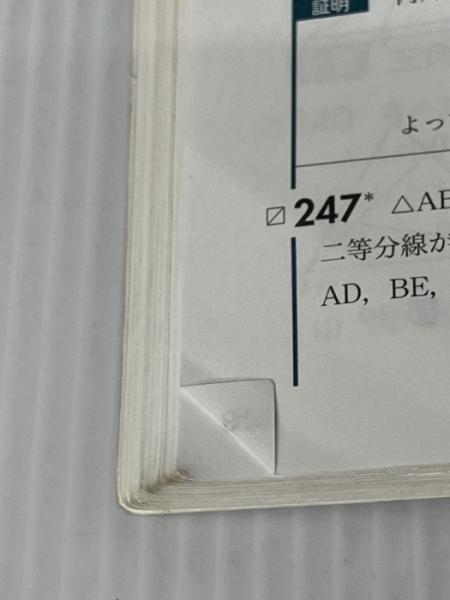 証明
よっ
247* △AB
二等分線が
AD, BE,